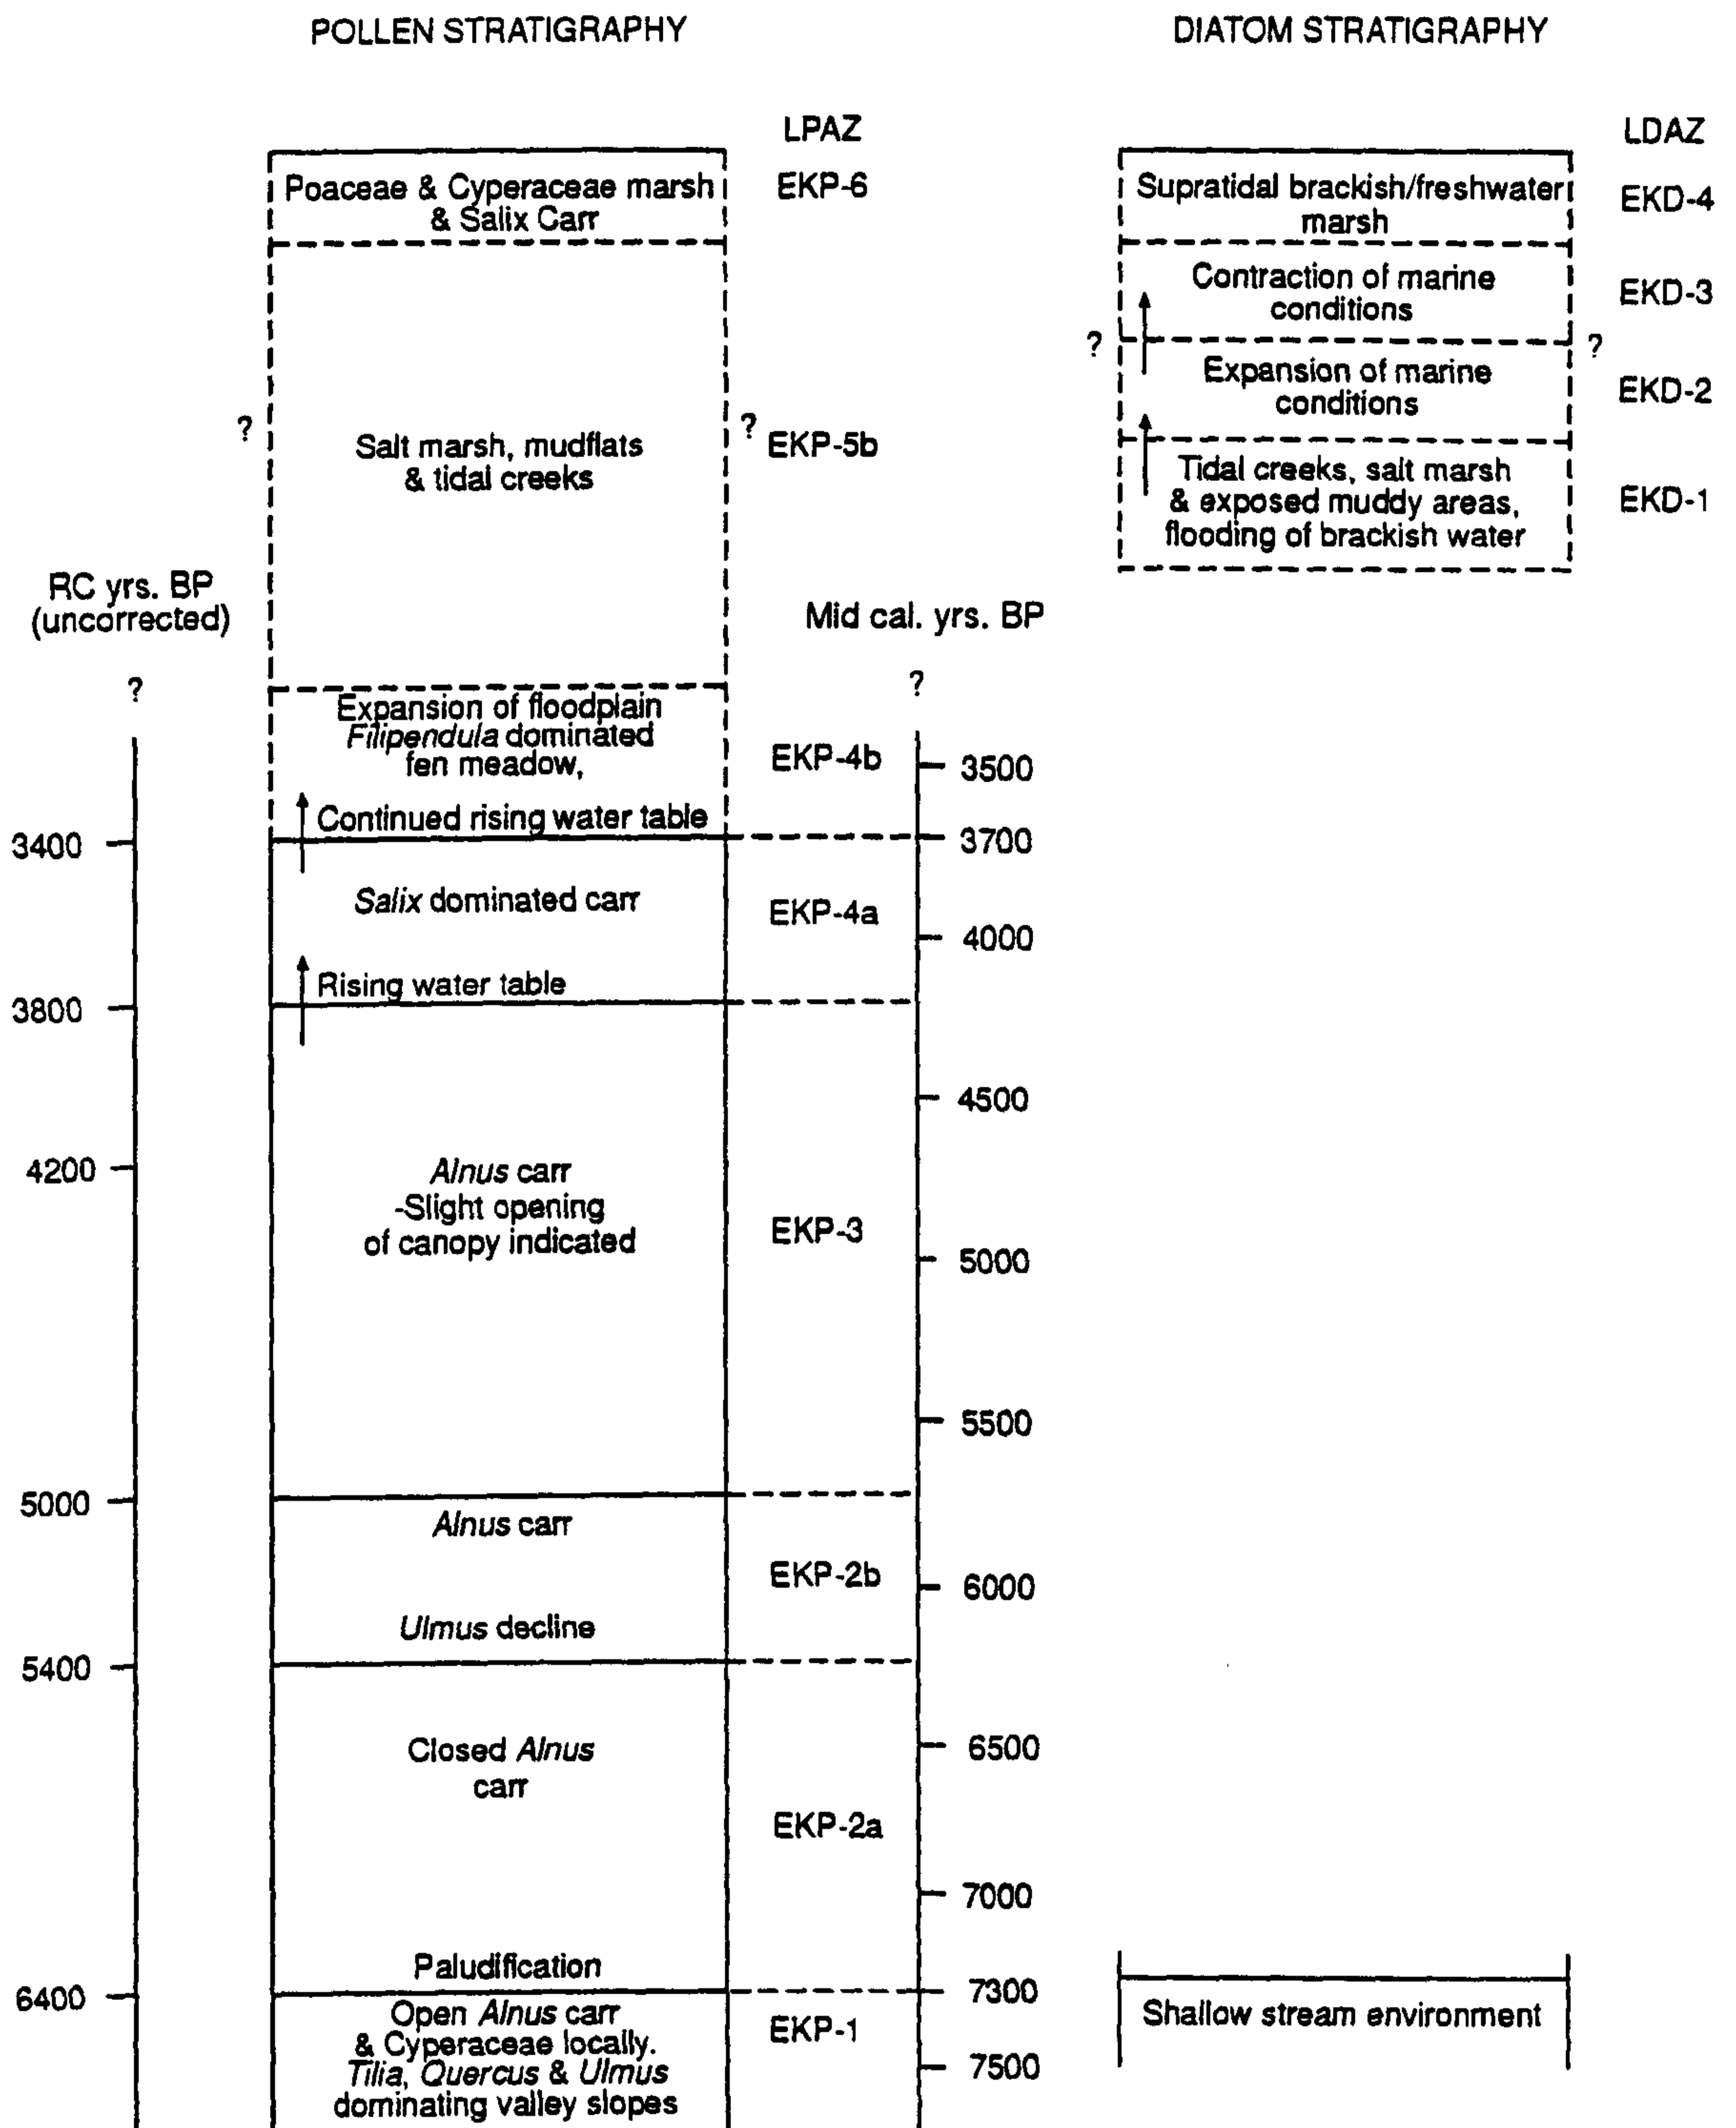 POLLEN STRATIGRAPHY
DIATOM STRATIGRAPHY
LPAZ
LDAZ
Poaceae & Cyperaceae marsh
& Salix Carr
EKP-6
Supratidal brackish/freshwater
marsh
EKD-4
Contraction of marine
conditions
EKD-3
?
?
Expansion of marine
conditions
EKD-2
?
Salt marsh, mudflats
& tidal creeks
?
EKP-5b
Tidal creeks, salt marsh
& exposed muddy areas,
flooding of brackish water
EKD-1
RC yrs. BP
(uncorrected)
Mid cal. yrs. BP
?
?
Expansion of floodplain
Filipendula dominated
fen meadow,
EKP-4b
3500
Continued rising water table
3400
3700
Salix dominated carr
EKP-4a
4000
Rising water table
3800
4500
4200
Alnus carr
-Slight opening
of canopy indicated
EKP-3
5000
5500
5000
Alnus carr
EKP-2b
6000
Ulmus decline
5400
Closed Alnus
carr
6500
EKP-2a
7000
Paludification
6400
7300
Open Alnus carr
& Cyperaceae locally.
Tilia, Quercus & Ulmus
dominating valley slopes
EKP-1
7500
Shallow stream environment